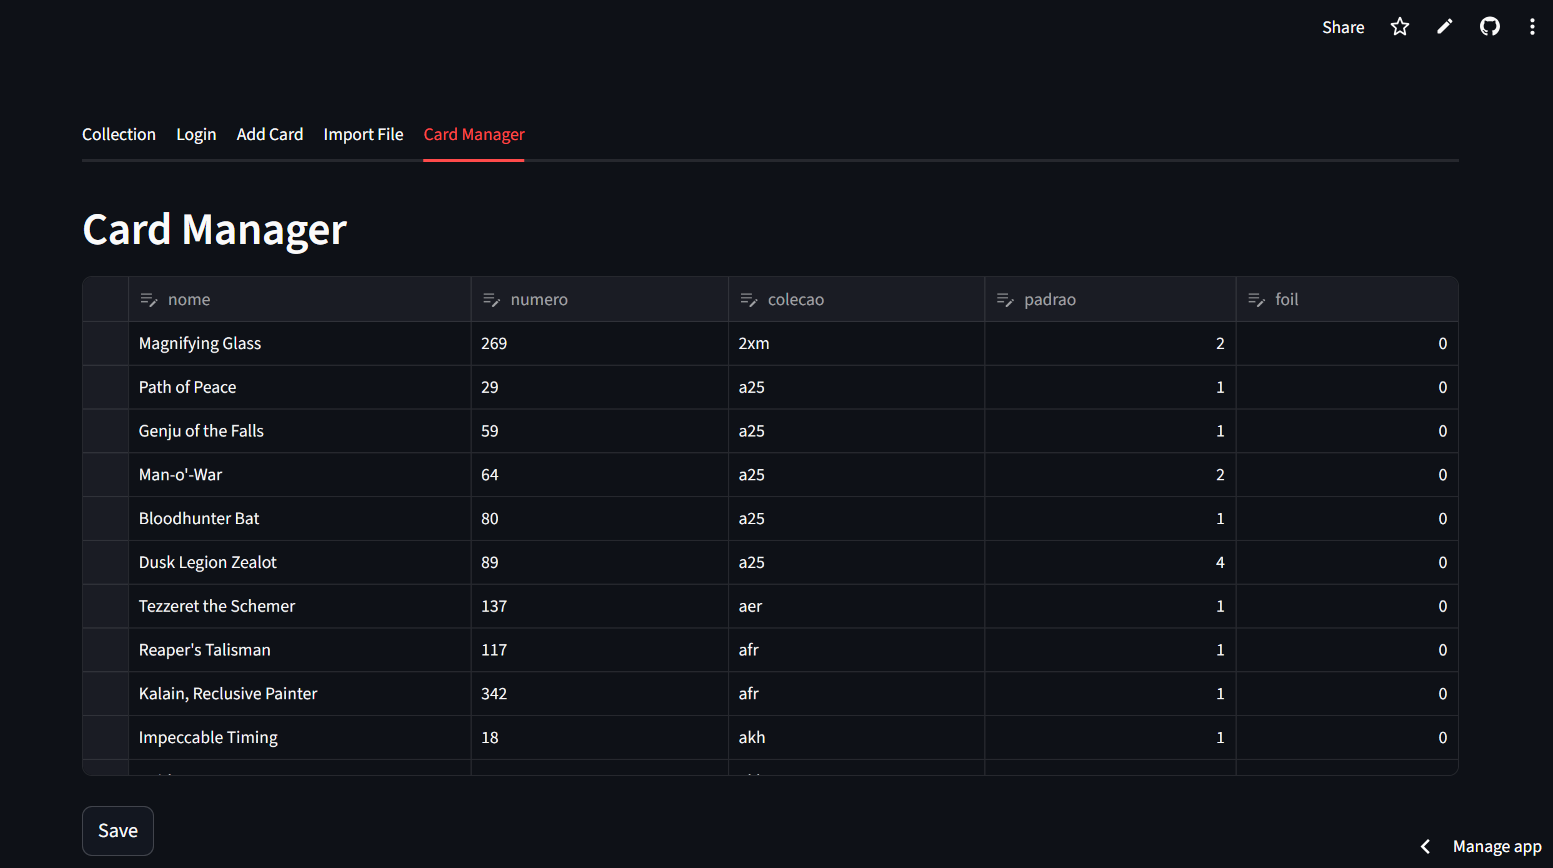 Share
Collection Login Add Card Import File Card Manager
Card Manager
nome numero colecao padrao foil
Magnifying Glass 269 2xm 2 0
Path of Peace 29 a25 1 0
Genju of the Falls 59 a25 1 0
Man-o'-War 64 a25 2 0
Bloodhunter Bat 80 a25 1 0
Dusk Legion Zealot 89 a25 4 0
Tezzeret the Schemer 137 aer 1 0
Reaper's Talisman 117 afr 1 0
Kalain, Reclusive Painter 342 afr 1 0
Impeccable Timing 18 akh 1 0
Save
Manage app